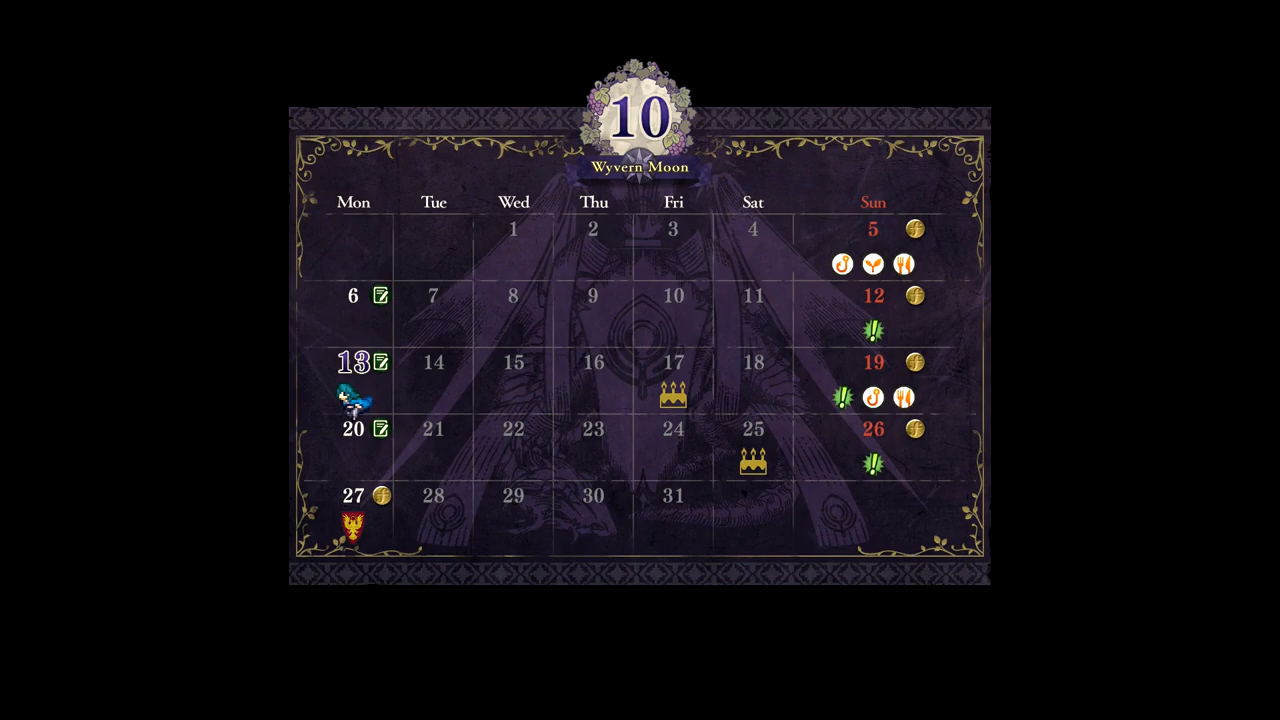 10
Wyvern Moon
Mon Tue Wed Thu Fri Sat Sun
1 2 3 4 5
6 7 8 9 10 11 12
13 14 15 16 17 18 19
20 21 22 23 24 25 26
27 28 29 30 31